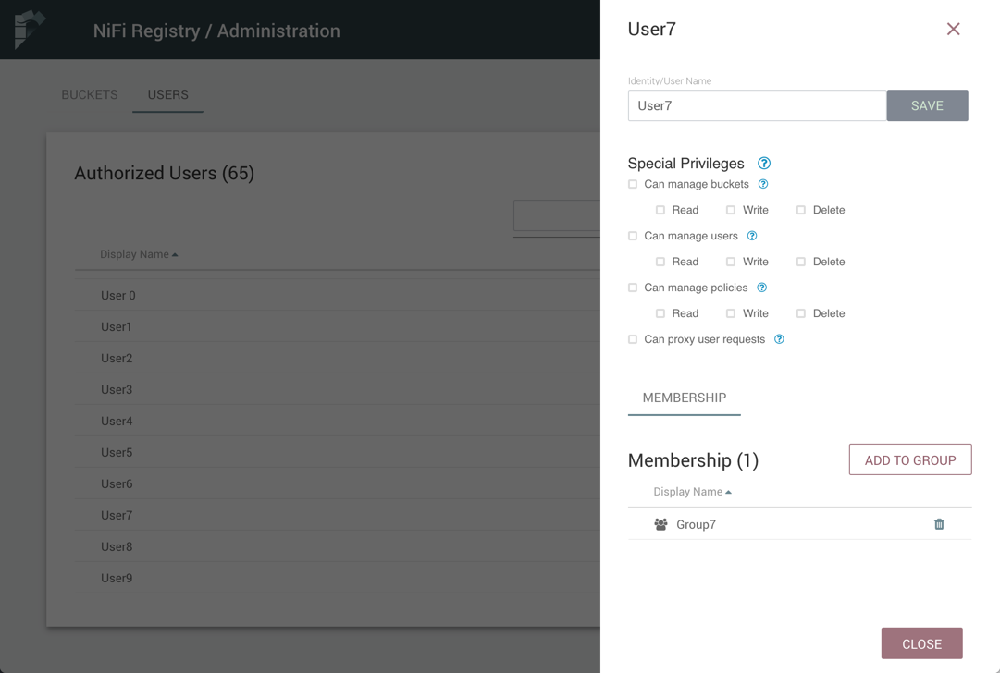 NiFi Registry / Administration
BUCKETS USERS
Authorized Users (65)
Display Name
User 0
User1
User2
User3
User4
User5
User6
User7
User8
User9
User7
Identity/User Name
User7 SAVE
Special Privileges ?
Can manage buckets ?
Read Write Delete
Can manage users ?
Read Write Delete
Can manage policies ?
Read Write Delete
Can proxy user requests ?
MEMBERSHIP
Membership (1) ADD TO GROUP
Display Name
Group7
CLOSE